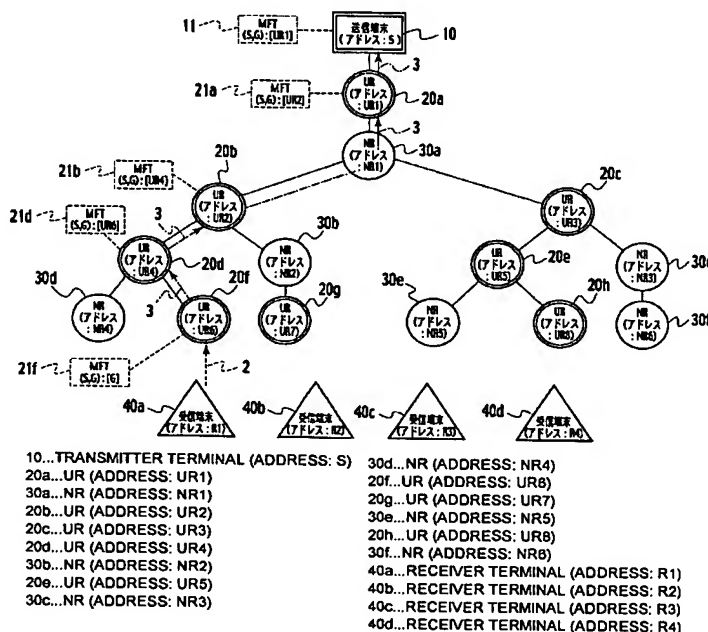 11
MFT
(S,G):[UR1]
送信端末
(アドレス:S)
10
3
21a
MFT
(S,G):[UR2]
UR
(アドレス
:UR1)
20a
3
NR
(アドレス
:NR1)
30a
20b
20c
21b
MFT
(S,G):[UR4]
UR
(アドレス
:UR2)
UR
(アドレス
:UR3)
21d
MFT
(S,G):[UR6]
3
30b
UR
(アドレス
:UR4)
20d
NR
(アドレス
:NR2)
UR
(アドレス
:UR5)
20e
NR
(アドレス
:NR3)
30d
3
20f
20g
30e
20h
NR
(アドレス
:NR4)
UR
(アドレス
:UR6)
UR
(アドレス
:UR7)
NR
(アドレス
:NR5)
UR
(アドレス
:UR8)
NR
(アドレス
:NR6)
30f
21f
MFT
(S,G):[G]
2
40a
受信端末
(アドレス:R1)
40b
受信端末
(アドレス:R2)
40c
受信端末
(アドレス:R3)
40d
受信端末
(アドレス:R4)
10...TRANSMITTER TERMINAL (ADDRESS: S)
20a...UR (ADDRESS: UR1)
30a...NR (ADDRESS: NR1)
20b...UR (ADDRESS: UR2)
20c...UR (ADDRESS: UR3)
20d...UR (ADDRESS: UR4)
30b...NR (ADDRESS: NR2)
20e...UR (ADDRESS: UR5)
30c...NR (ADDRESS: NR3)
30d...NR (ADDRESS: NR4)
20f...UR (ADDRESS: UR6)
20g...UR (ADDRESS: UR7)
30e...NR (ADDRESS: NR5)
20h...UR (ADDRESS: UR8)
30f...NR (ADDRESS: NR6)
40a...RECEIVER TERMINAL (ADDRESS: R1)
40b...RECEIVER TERMINAL (ADDRESS: R2)
40c...RECEIVER TERMINAL (ADDRESS: R3)
40d...RECEIVER TERMINAL (ADDRESS: R4)